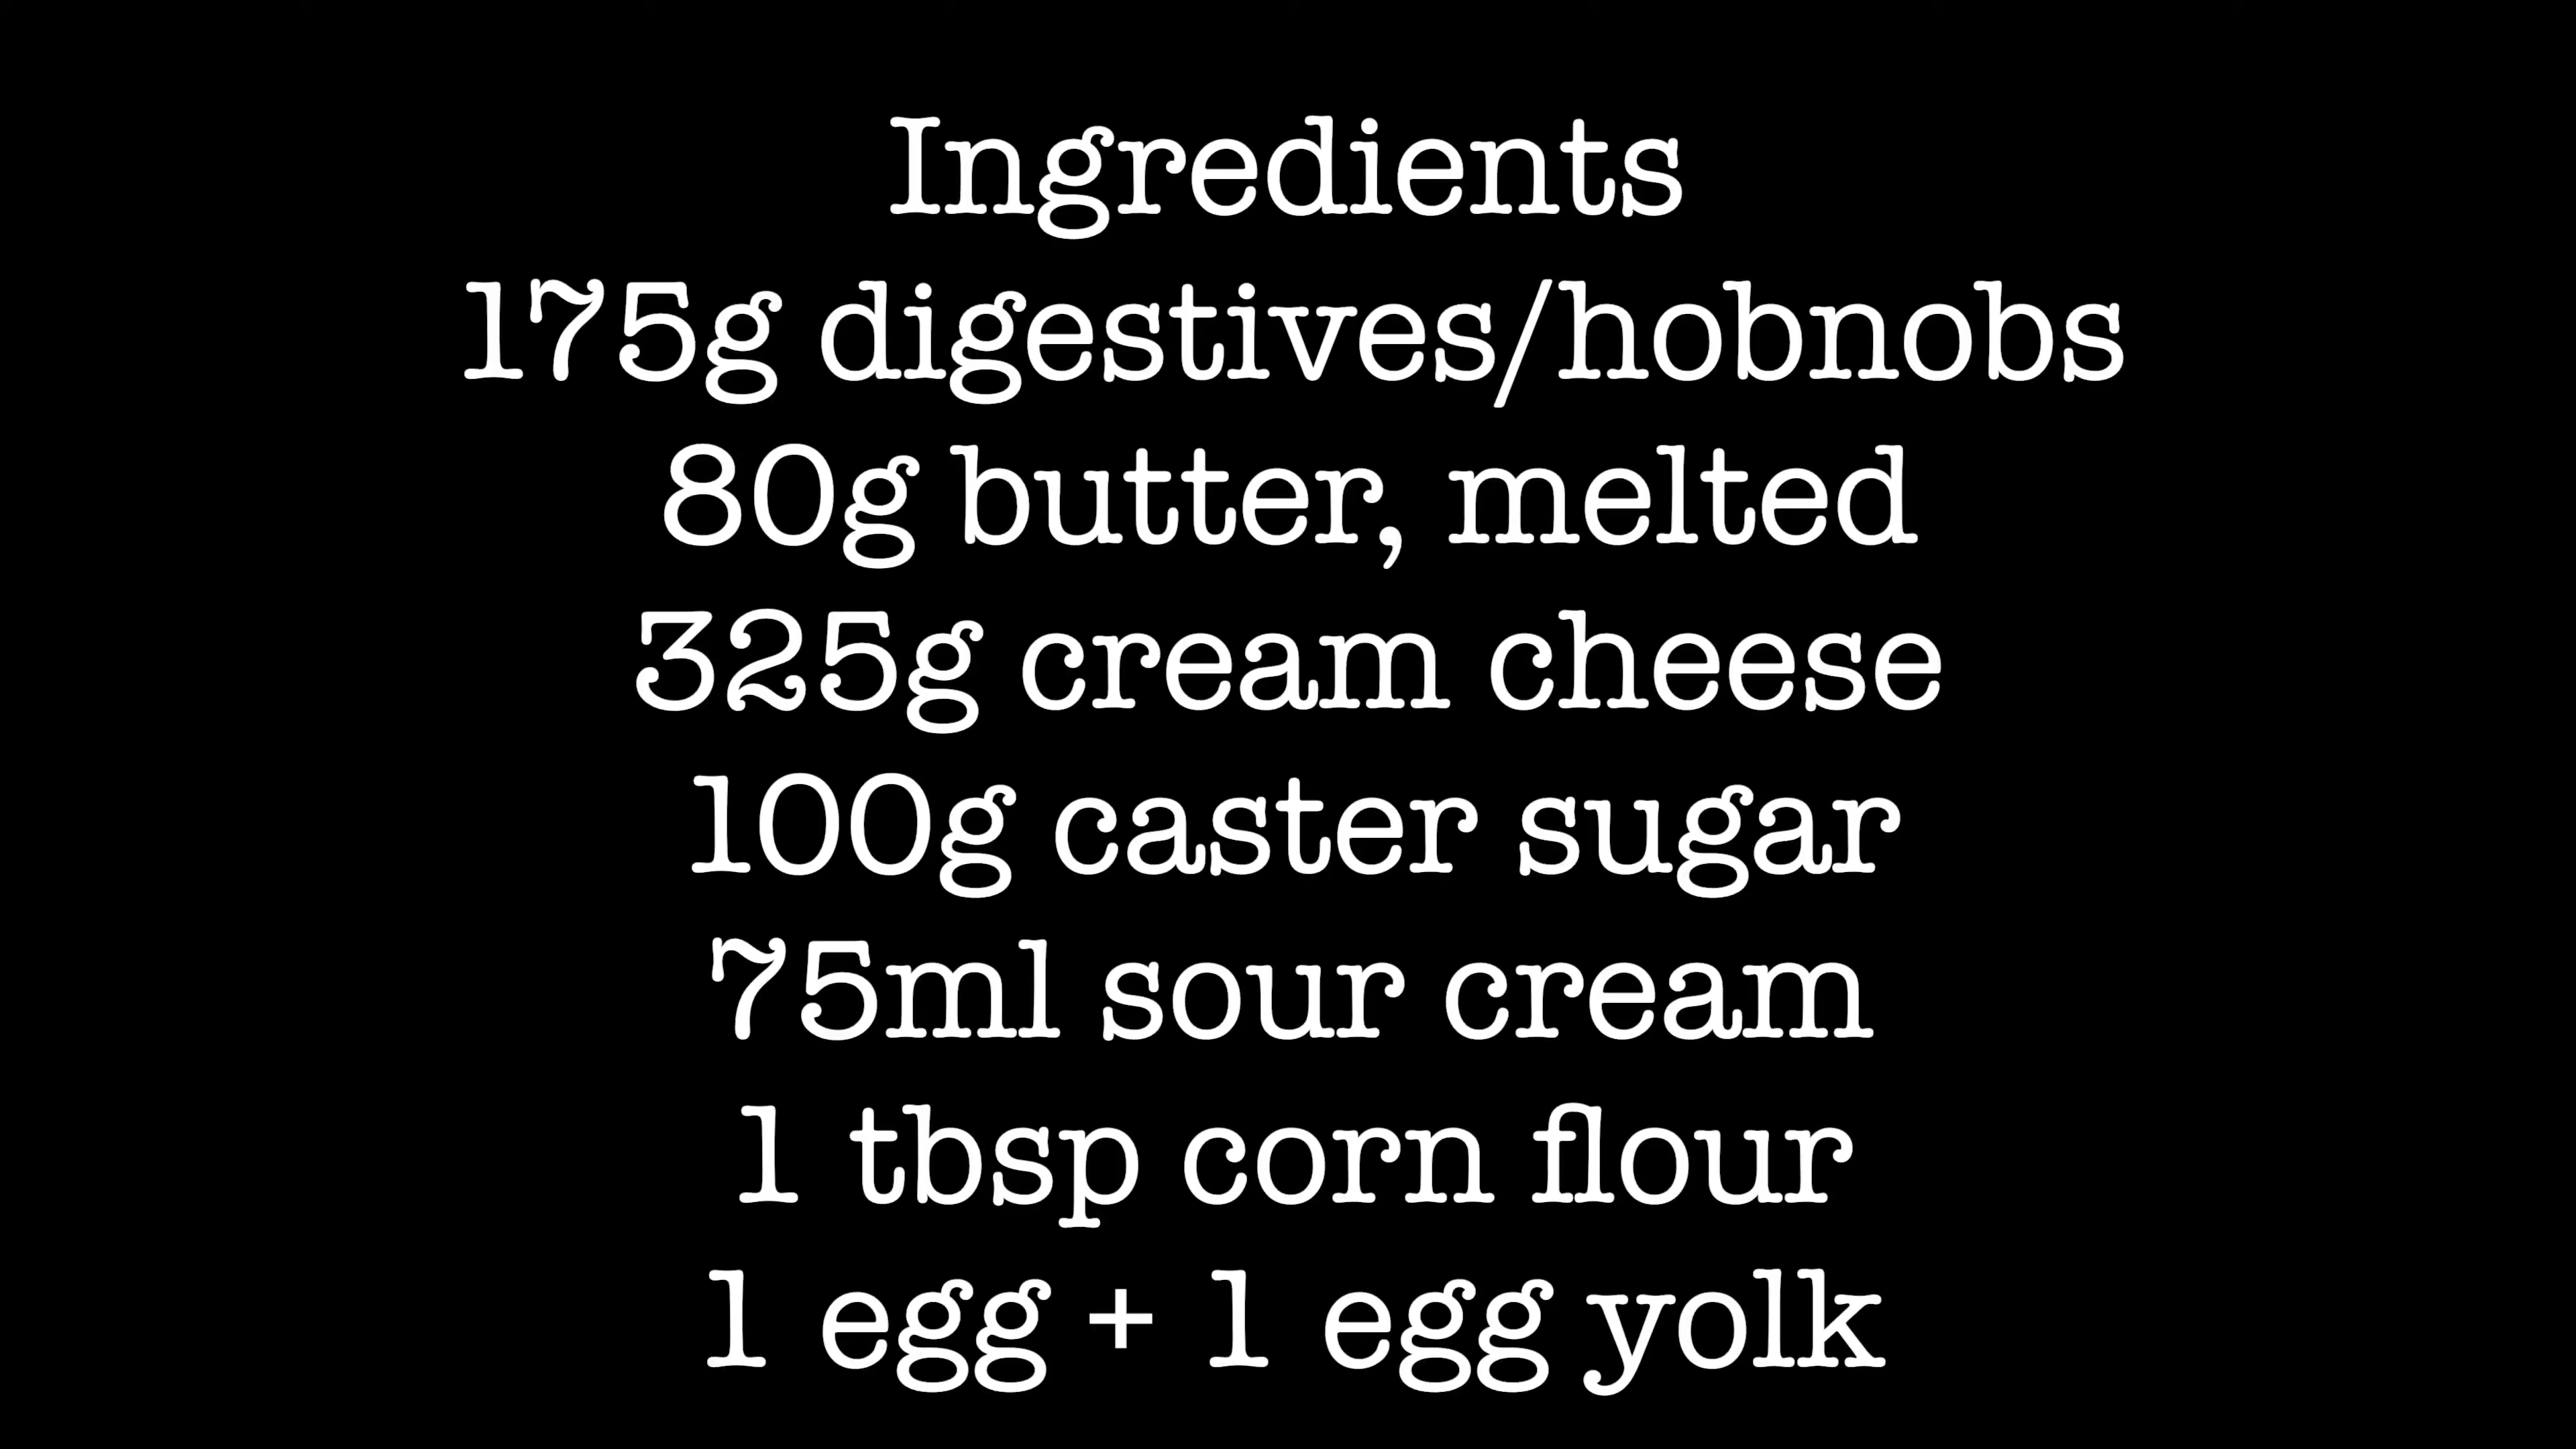 Ingredients
175g digestives/hobnobs
80g butter, melted
325g cream cheese
100g caster sugar
75ml sour cream
1 tbsp corn flour
1 egg + 1 egg yolk